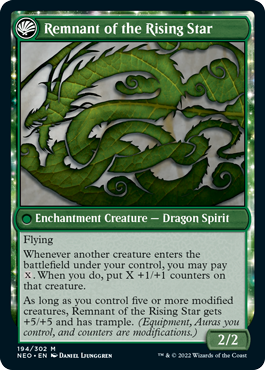 Remnant of the Rising Star
Enchantment Creature — Dragon Spirit
Flying
Whenever another creature enters the
battlefield under your control, you may pay
X. When you do, put X +1/+1 counters on
that creature.
As long as you control five or more modified
creatures, Remnant of the Rising Star gets
+5/+5 and has trample. (Equipment, Auras you
control, and counters are modifications.)
2/2
194/302 M
NEO • EN Daniel Ljunggren
™ & © 2022 Wizards of the Coast